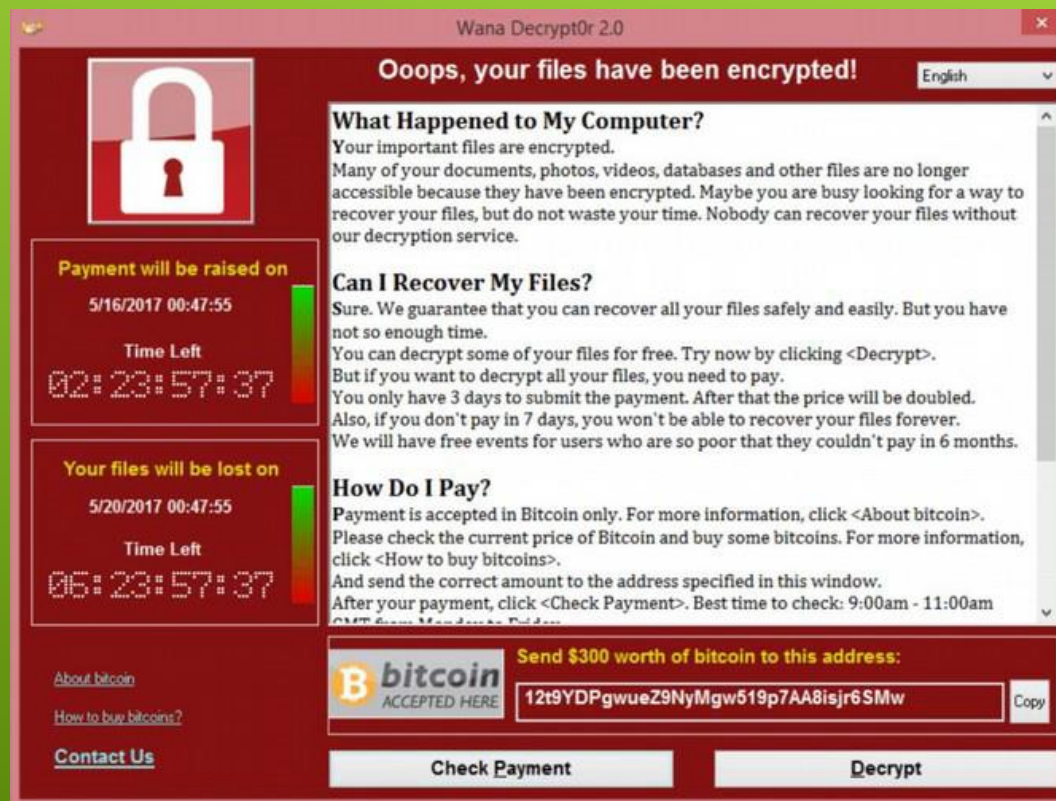 Wana Decrypt0r 2.0
Ooops, your files have been encrypted!
English
Payment will be raised on
5/16/2017 00:47:55
Time Left
02:23:57:37
Your files will be lost on
5/20/2017 00:47:55
Time Left
06:23:57:37
About bitcoin
How to buy bitcoins?
Contact Us
What Happened to My Computer?
Your important files are encrypted.
Many of your documents, photos, videos, databases and other files are no longer
accessible because they have been encrypted. Maybe you are busy looking for a way to
recover your files, but do not waste your time. Nobody can recover your files without
our decryption service.
Can I Recover My Files?
Sure. We guarantee that you can recover all your files safely and easily. But you have
not so enough time.
You can decrypt some of your files for free. Try now by clicking <Decrypt>.
But if you want to decrypt all your files, you need to pay.
You only have 3 days to submit the payment. After that the price will be doubled.
Also, if you don't pay in 7 days, you won't be able to recover your files forever.
We will have free events for users who are so poor that they couldn't pay in 6 months.
How Do I Pay?
Payment is accepted in Bitcoin only. For more information, click <About bitcoin>.
Please check the current price of Bitcoin and buy some bitcoins. For more information,
click <How to buy bitcoins>.
And send the correct amount to the address specified in this window.
After your payment, click <Check Payment>. Best time to check: 9:00am - 11:00am
GMT from Monday to Friday
bitcoin
ACCEPTED HERE
Send $300 worth of bitcoin to this address:
12t9YDPgwueZ9NyMgw519p7AA8isjr6SMw
Copy
Check Payment
Decrypt